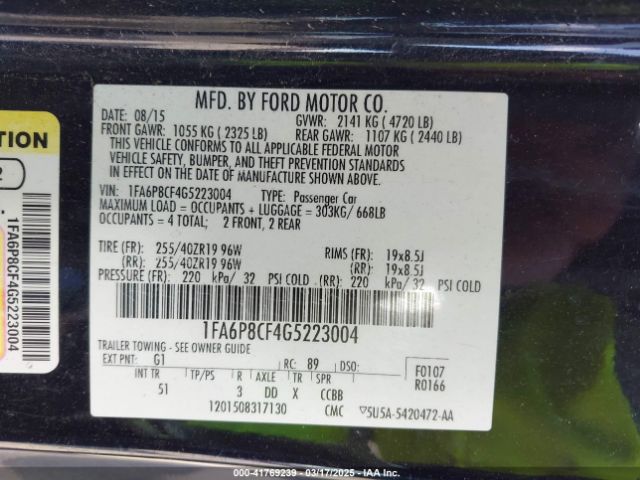 MFD. BY FORD MOTOR CO.
DATE: 08/15 GVWR: 2141 KG ( 4720 LB)
FRONT GAWR: 1055 KG ( 2325 LB) REAR GAWR: 1107 KG ( 2440 LB)
THIS VEHICLE CONFORMS TO ALL APPLICABLE FEDERAL MOTOR
VEHICLE SAFETY, BUMPER, AND THEFT PREVENTION STANDARDS
IN EFFECT ON THE DATE OF MANUFACTURE SHOWN ABOVE.
VIN: 1FA6P8CF4G5223004 TYPE: Passenger Car
MAXIMUM LOAD = OCCUPANTS + LUGGAGE = 303KG/ 668LB
OCCUPANTS = 4 TOTAL; 2 FRONT, 2 REAR
TIRE (FR): 255/40ZR19 96W RIMS (FR): 19x8.5J
(RR): 255/40ZR19 96W (RR): 19x8.5J
PRESSURE (FR): 220 kPa/ 32 PSI COLD (RR): 220 kPa/ 32 PSI COLD
1FA6P8CF4G5223004
TRAILER TOWING - SEE OWNER GUIDE
EXT PNT: G1 RC: 89 DSO: F0107
INT TR TP/PS R AXLE TR SPR R0166
51 3 DD X CCBB
1201508317130 CMC ▽5U5A-5420472-AA
TION
2
1FA6P8CF4G5223004
00W - 41769239 - 03/17/2025 - IAA Inc.